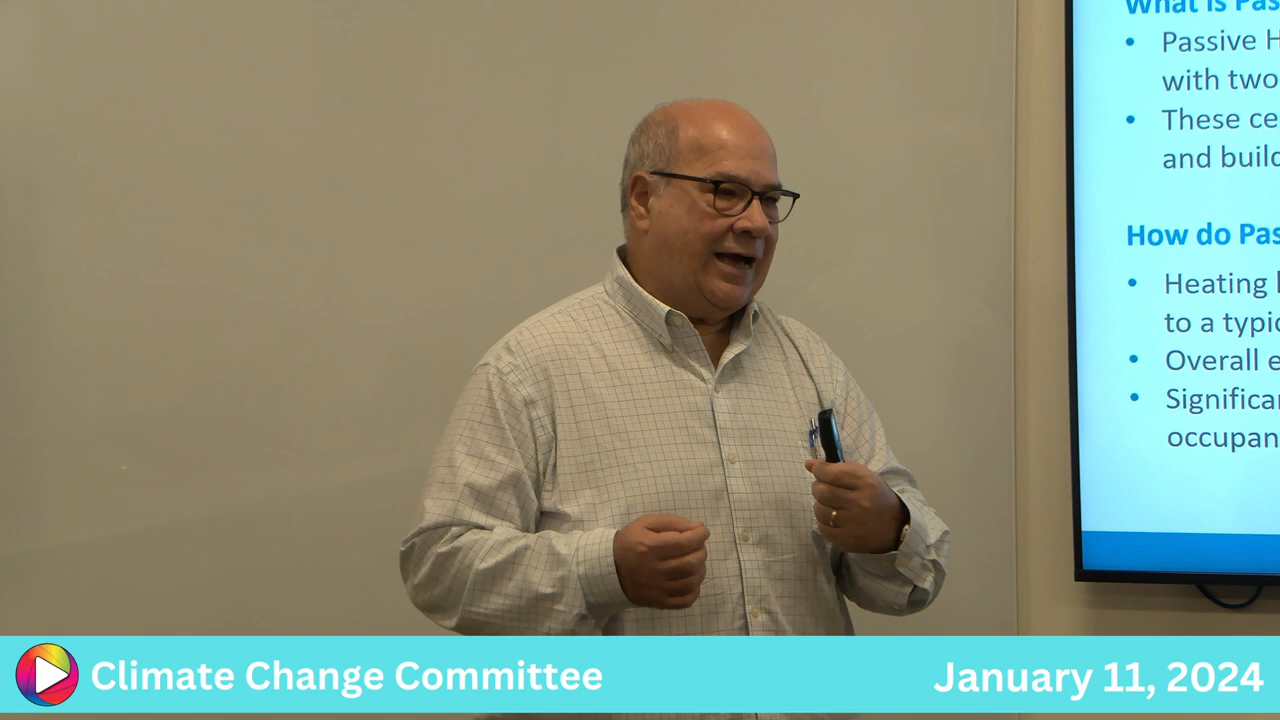 What is Pas
• Passive H
with two
• These ce
and build
How do Pas
• Heating
to a typic
• Overall e
• Significa
occupan
Climate Change Committee
January 11, 2024